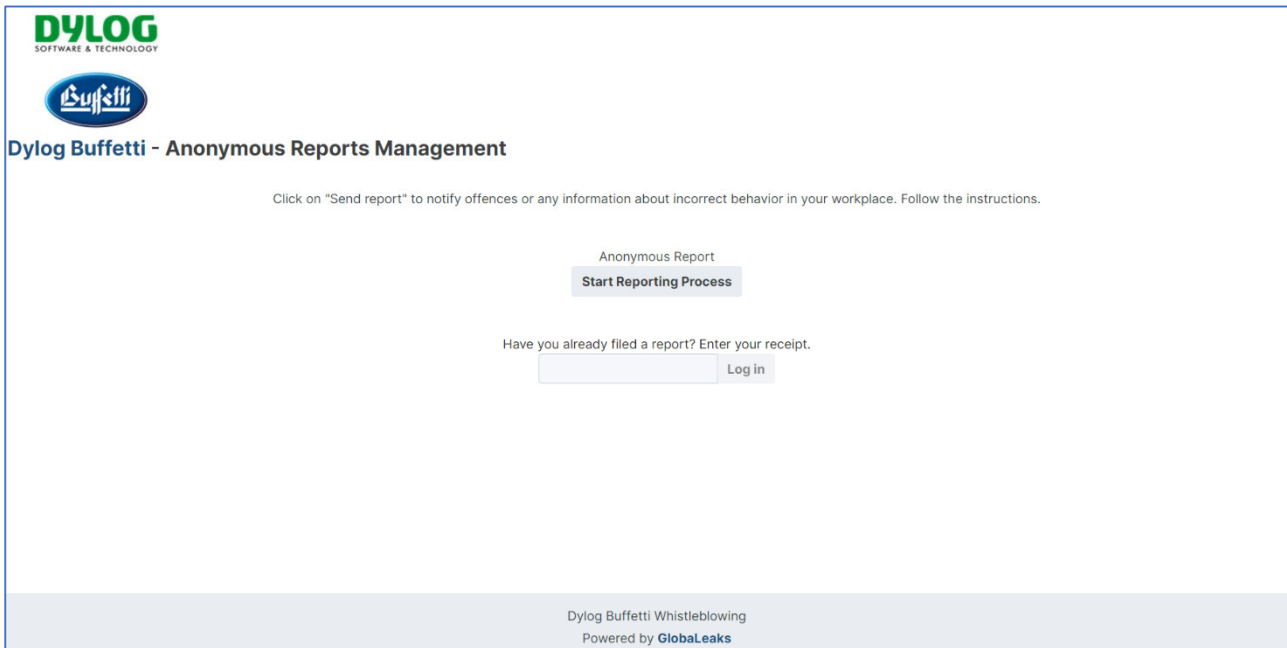 DYLOG
SOFTWARE & TECHNOLOGY
Buffetti
Dylog Buffetti - Anonymous Reports Management
Click on "Send report" to notify offences or any information about incorrect behavior in your workplace. Follow the instructions.
Anonymous Report
Start Reporting Process
Have you already filed a report? Enter your receipt.
Log in
Dylog Buffetti Whistleblowing
Powered by GlobaLeaks